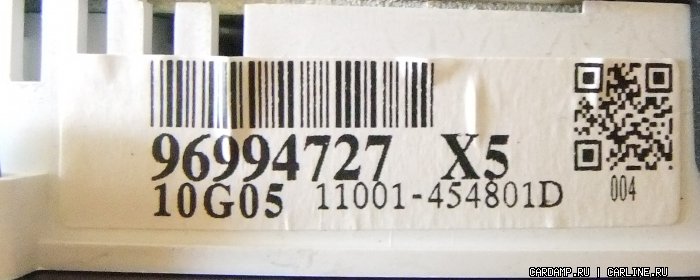 96994727 X5
10G05 11001-454801D
004
CARDAMP.RU | CARLINE.RU